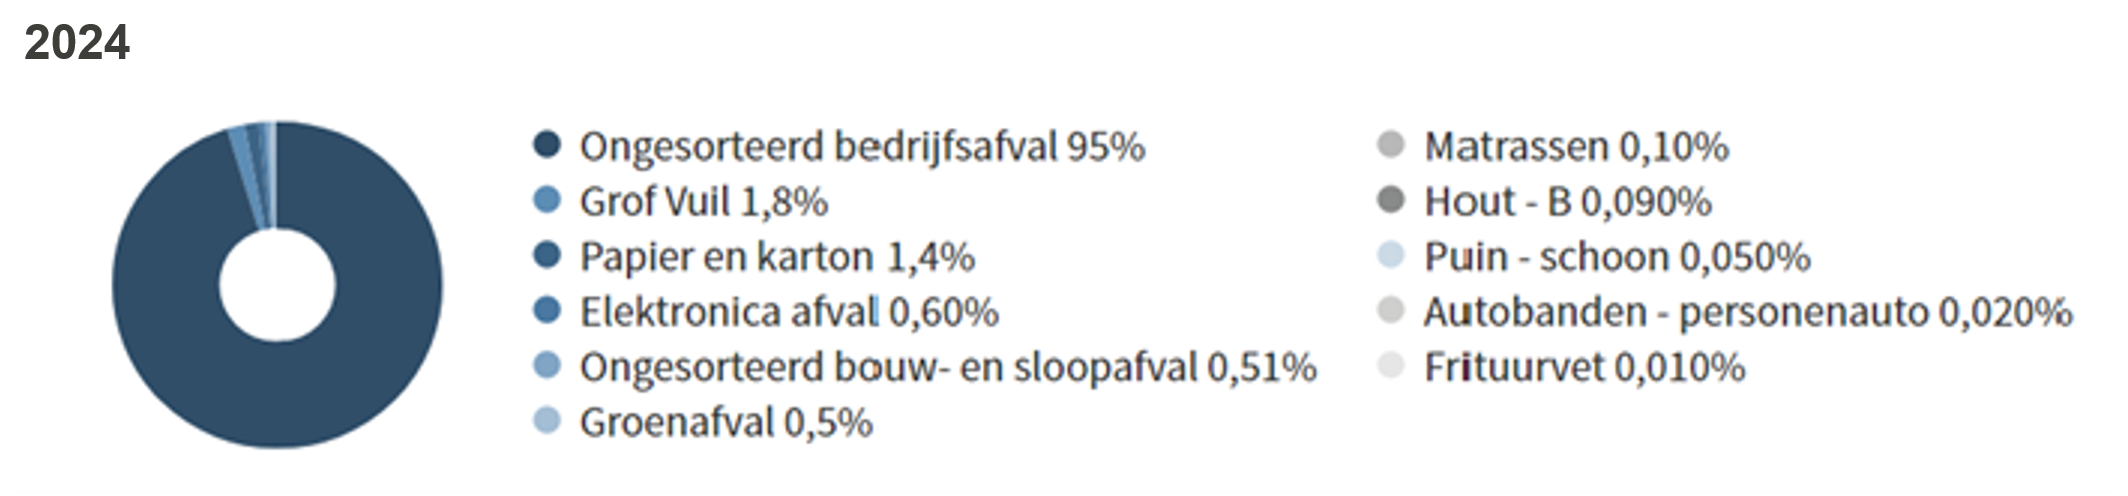 2024
Ongesorteerd bedrijfsafval 95%
Grof Vuil 1,8%
Papier en karton 1,4%
Elektronica afval 0,60%
Ongesorteerd bouw- en sloopafval 0,51%
Groenafval 0,5%
Matrassen 0,10%
Hout - B 0,090%
Puin - schoon 0,050%
Autobanden - personenauto 0,020%
Frituurvet 0,010%